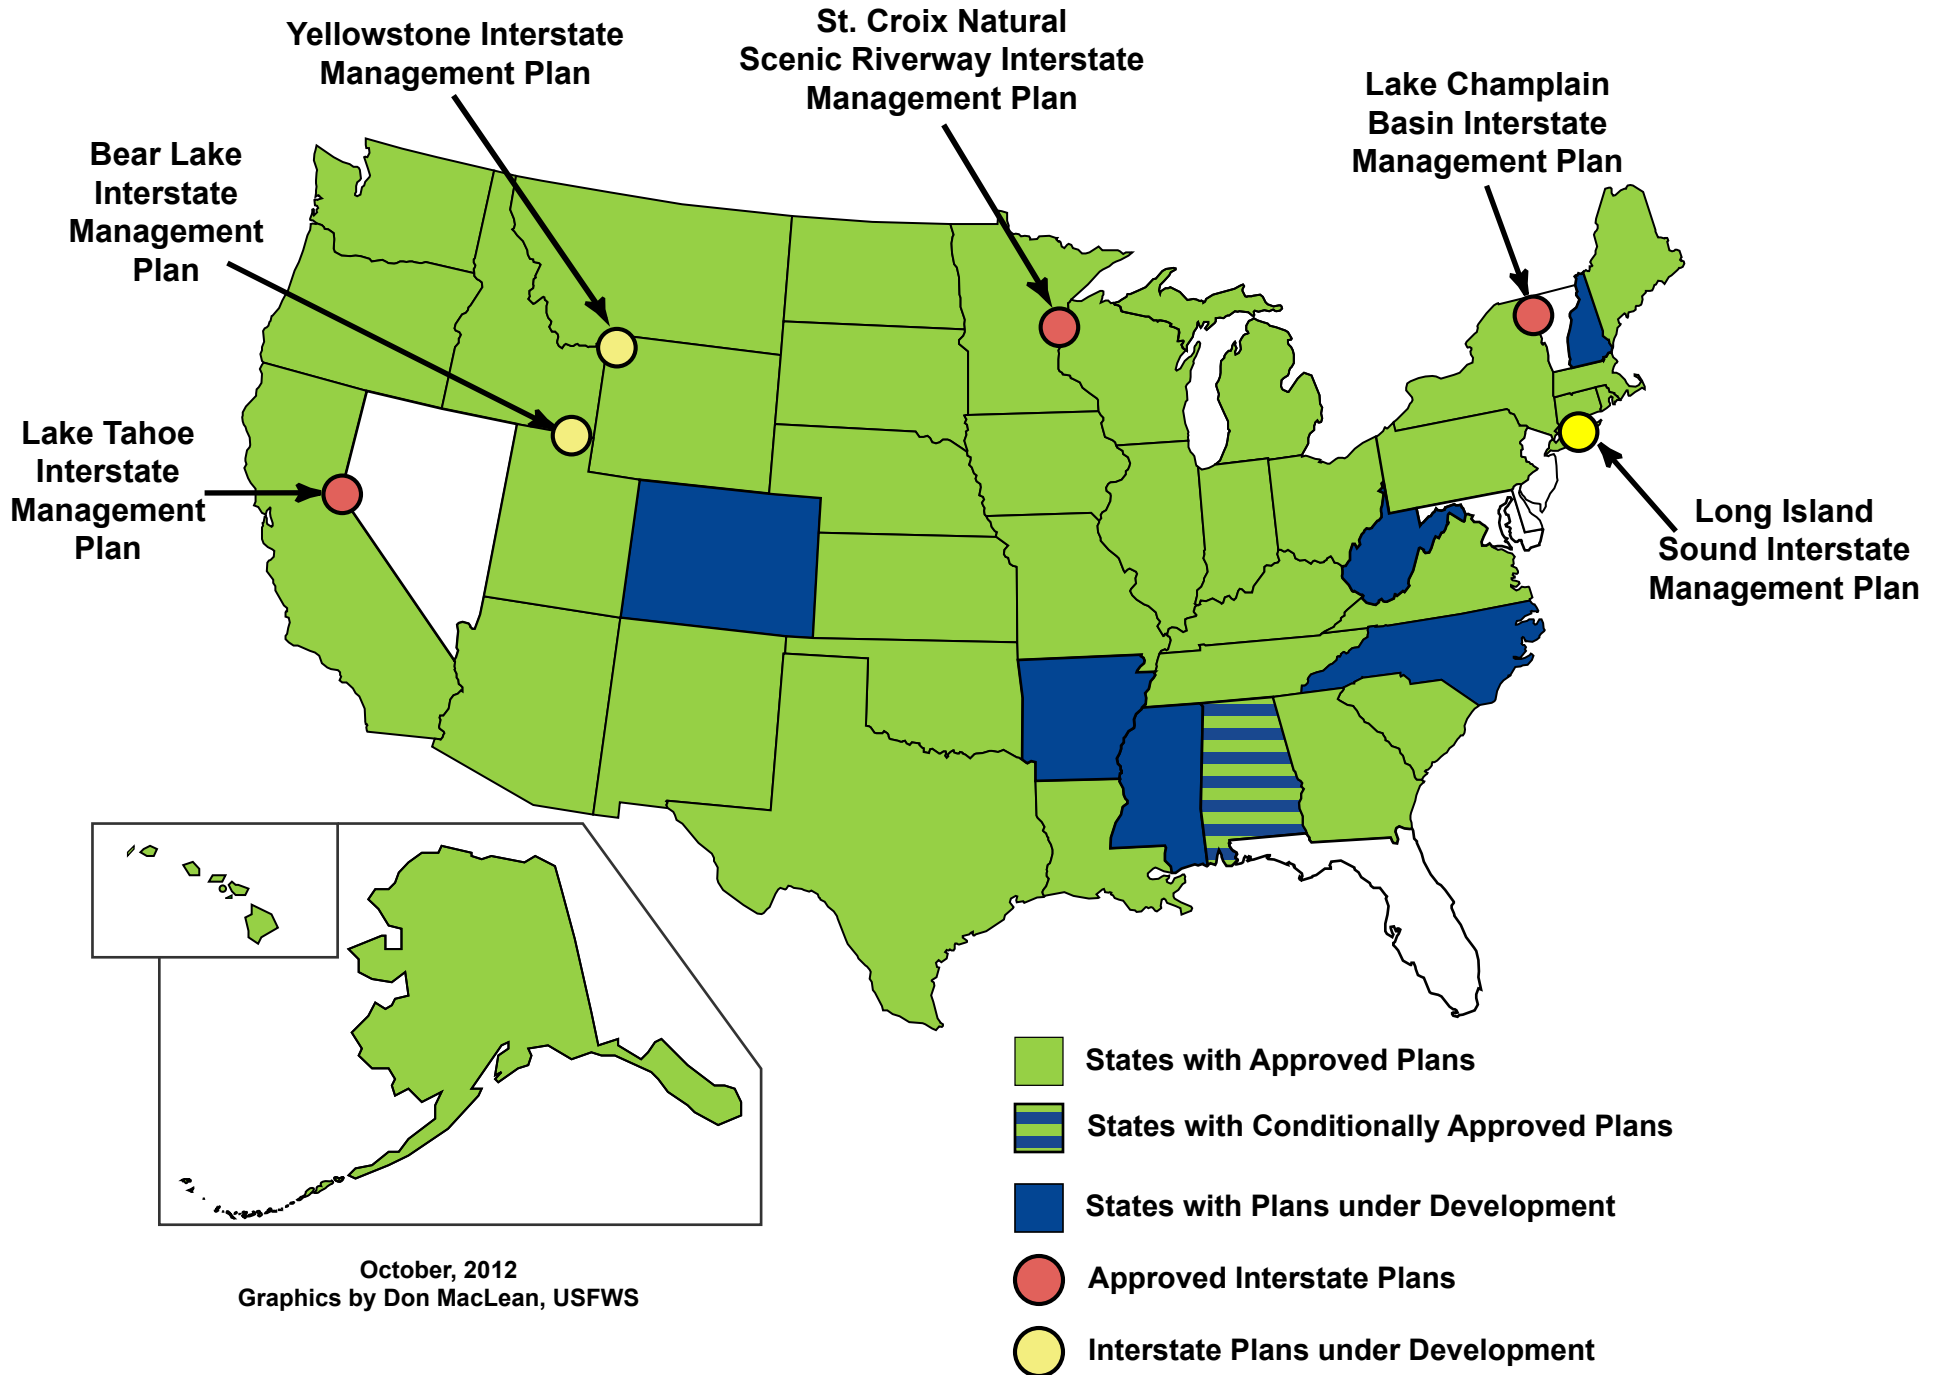 Yellowstone Interstate
Management Plan
St. Croix Natural
Scenic Riverway Interstate
Management Plan
Lake Champlain
Basin Interstate
Management Plan
Bear Lake
Interstate
Management
Plan
Lake Tahoe
Interstate
Management
Plan
Long Island
Sound Interstate
Management Plan
States with Approved Plans
States with Conditionally Approved Plans
States with Plans under Development
Approved Interstate Plans
Interstate Plans under Development
October, 2012
Graphics by Don MacLean, USFWS